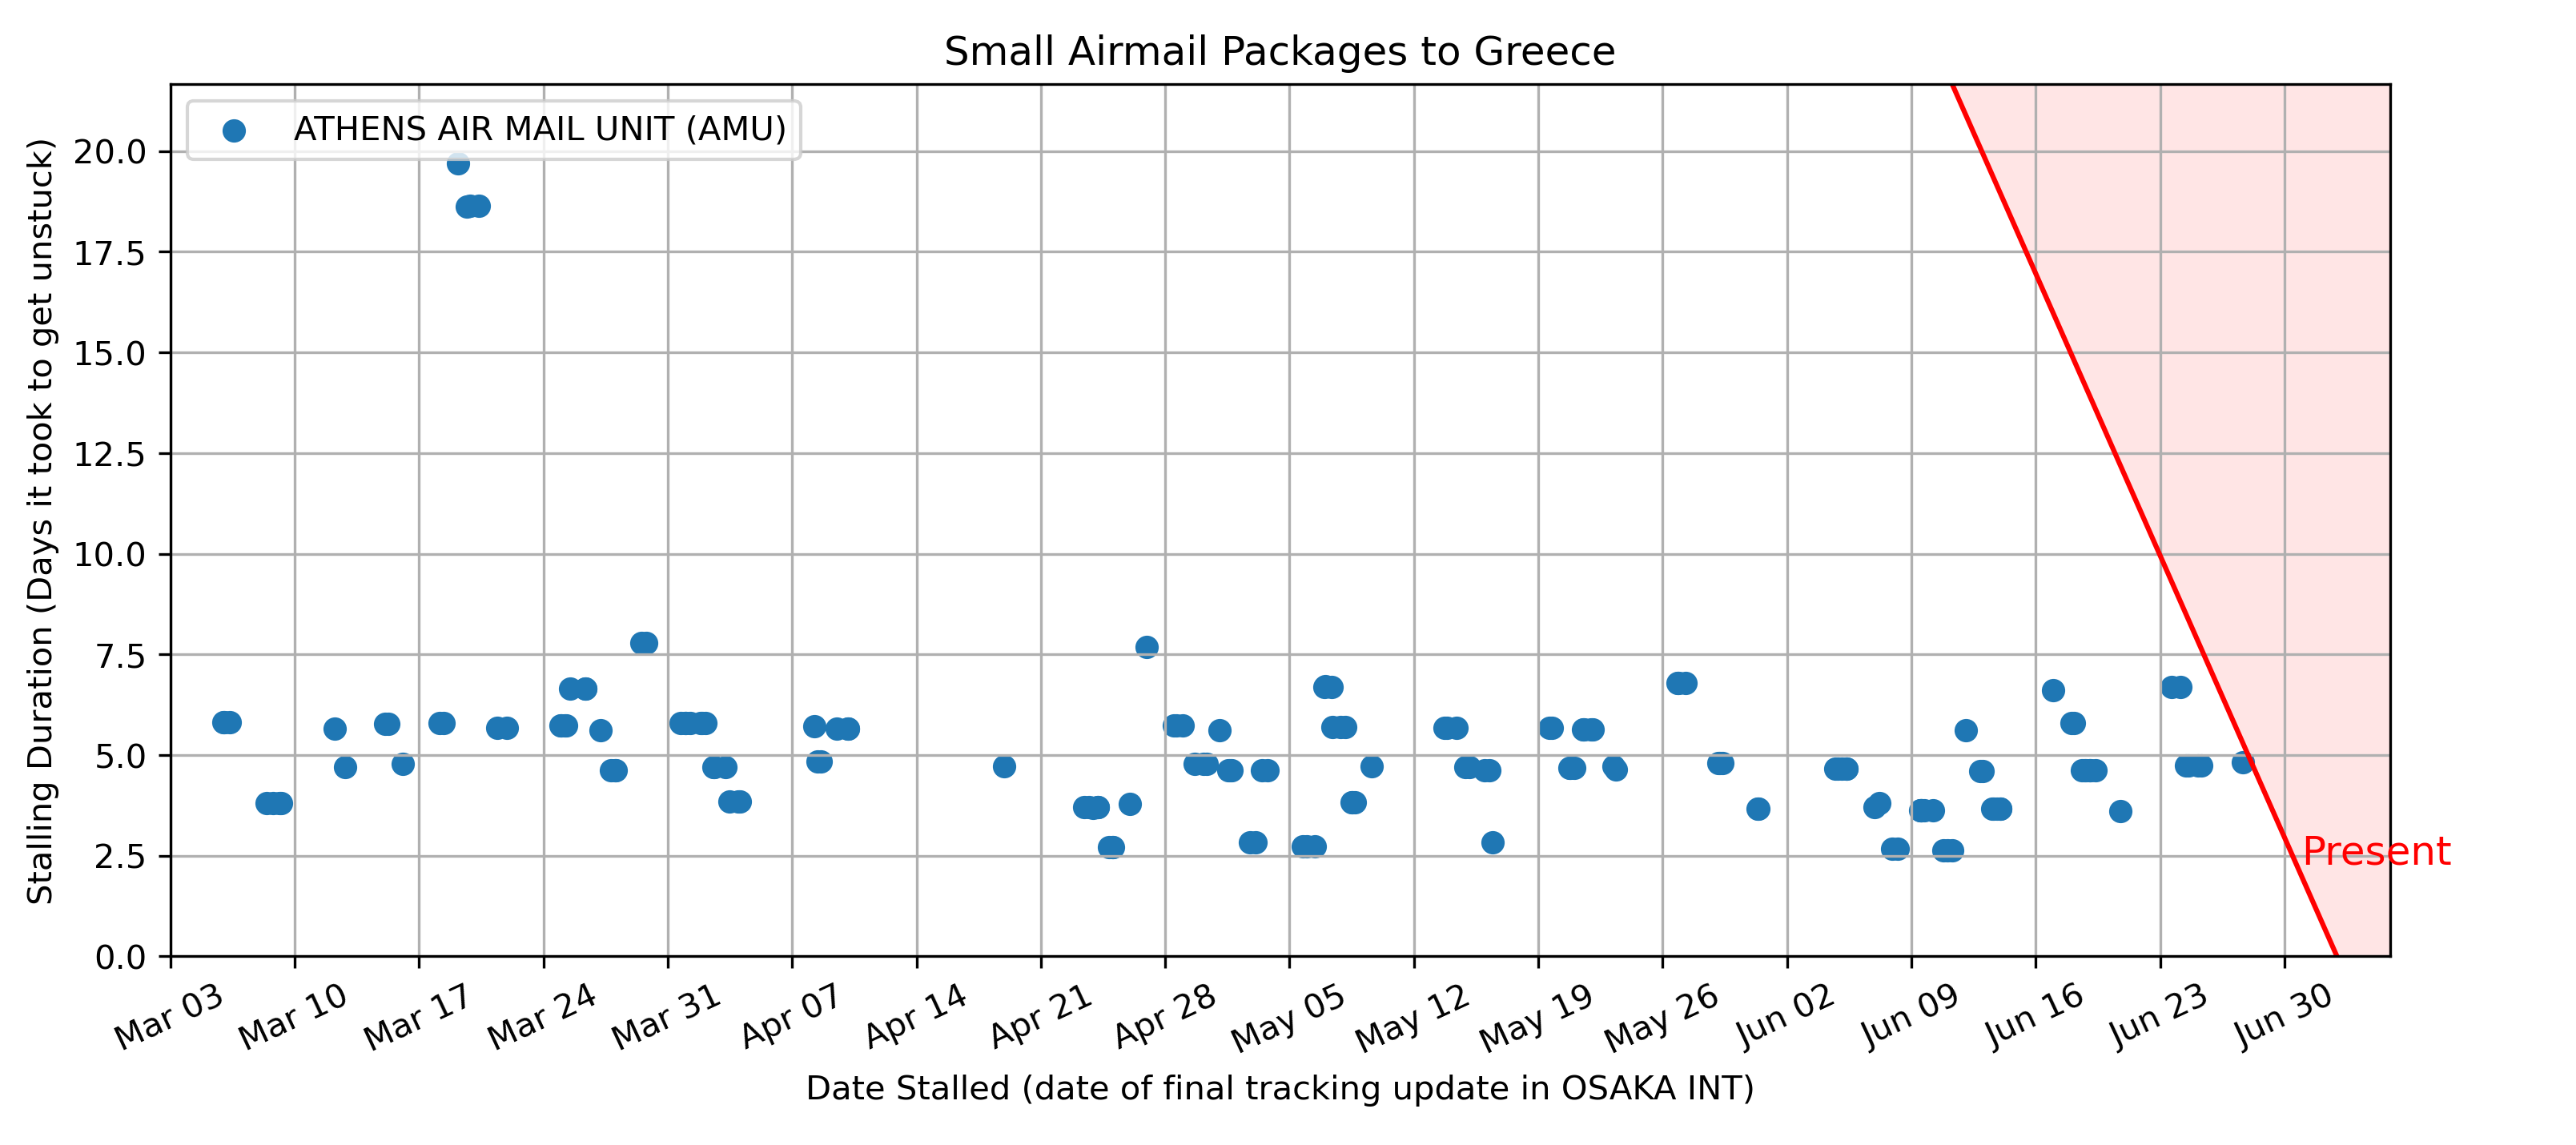 Small Airmail Packages to Greece
ATHENS AIR MAIL UNIT (AMU)
Stalling Duration (Days it took to get unstuck)
20.0
17.5
15.0
12.5
10.0
7.5
5.0
2.5
0.0
Present
Mar 03
Mar 10
Mar 17
Mar 24
Mar 31
Apr 07
Apr 14
Apr 21
Apr 28
May 05
May 12
May 19
May 26
Jun 02
Jun 09
Jun 16
Jun 23
Jun 30
Date Stalled (date of final tracking update in OSAKA INT)